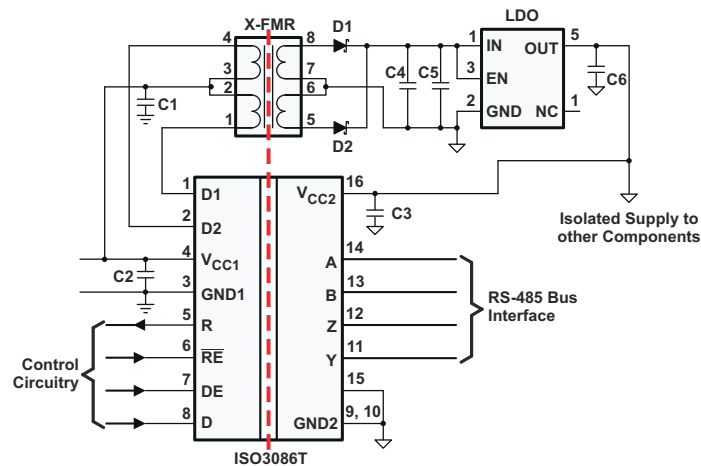 X-FMR
LDO
4
8
D1
1
IN
OUT
5
3
7
C4
C5
3
EN
C6
2
6
C1
2
GND
NC
1
1
5
D2
1
D1
16
VCC2
C3
2
D2
Isolated Supply to
other Components
4
VCC1
14
A
C2
3
GND1
13
B
RS-485 Bus
Interface
5
R
12
Z
Control
Circuitry
6
RE
11
Y
7
DE
15
8
D
9, 10
GND2
ISO3086T